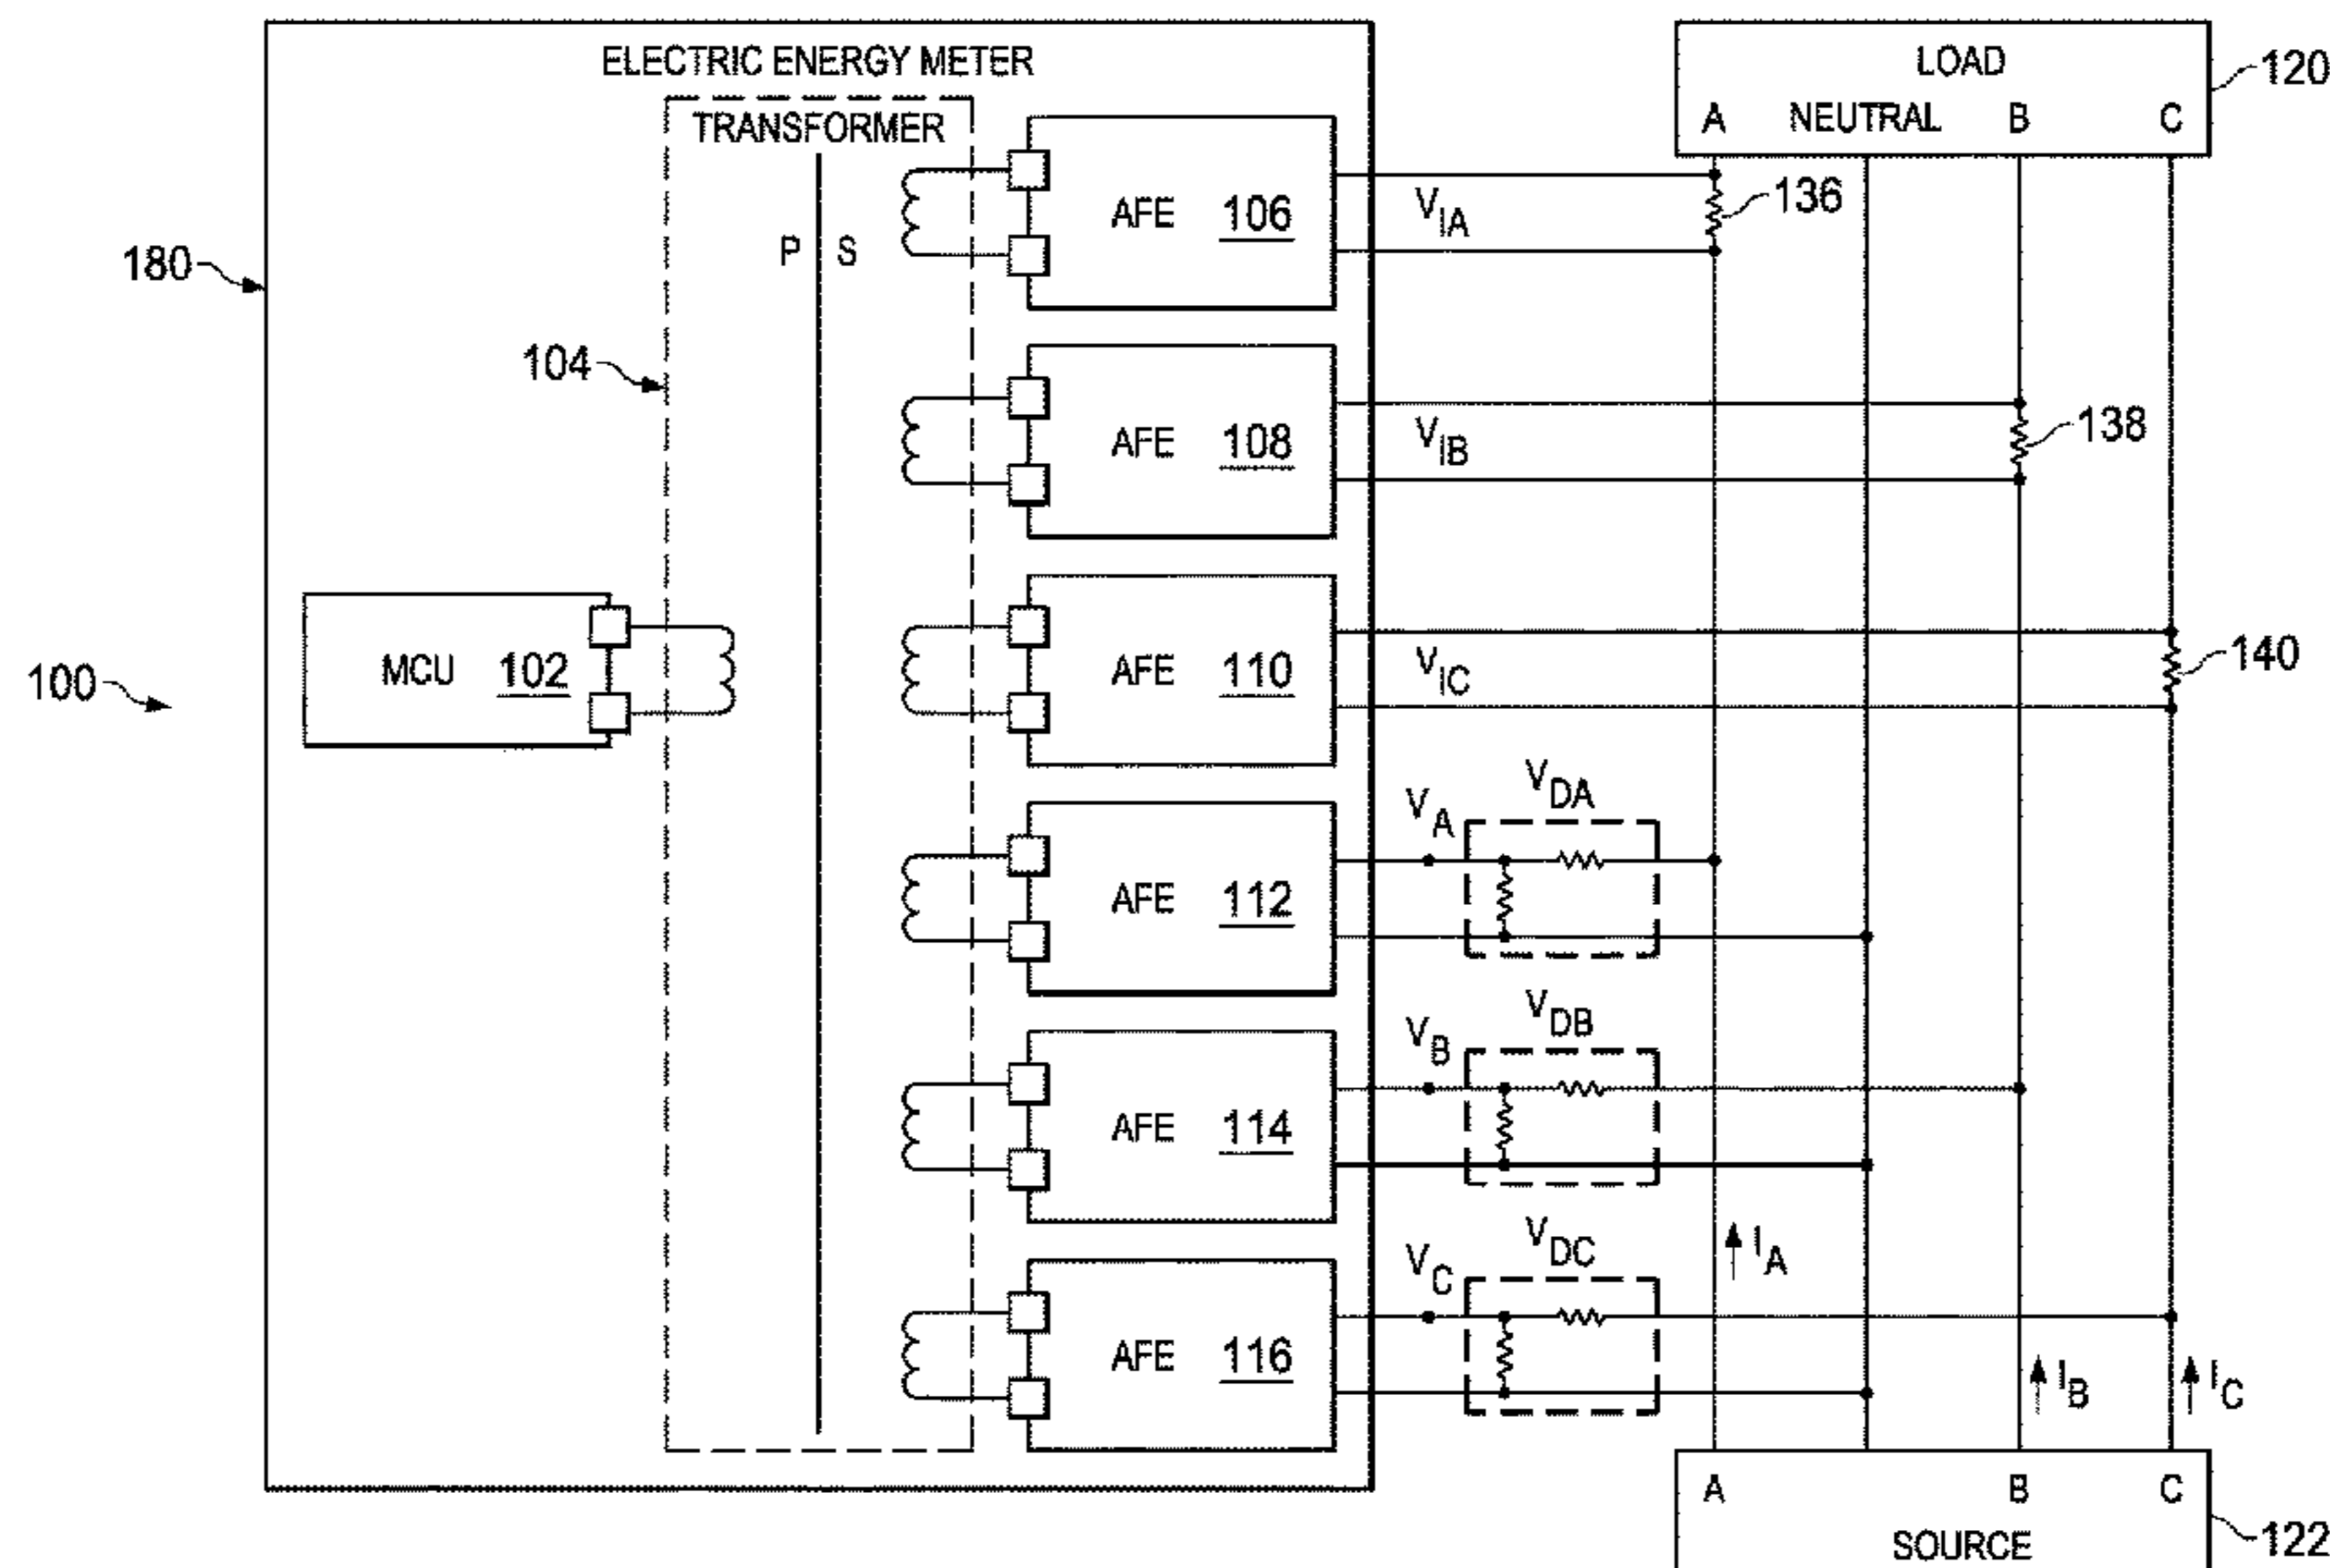 ELECTRIC ENERGY METER
TRANSFORMER
P S
180
104
100
MCU 102
AFE 106
AFE 108
AFE 110
AFE 112
AFE 114
AFE 116
V_IA
V_IB
V_IC
V_A
V_DA
V_B
V_DB
V_C
V_DC
LOAD
A NEUTRAL B C
120
136
138
140
I_A
I_B
I_C
A B C
SOURCE
122